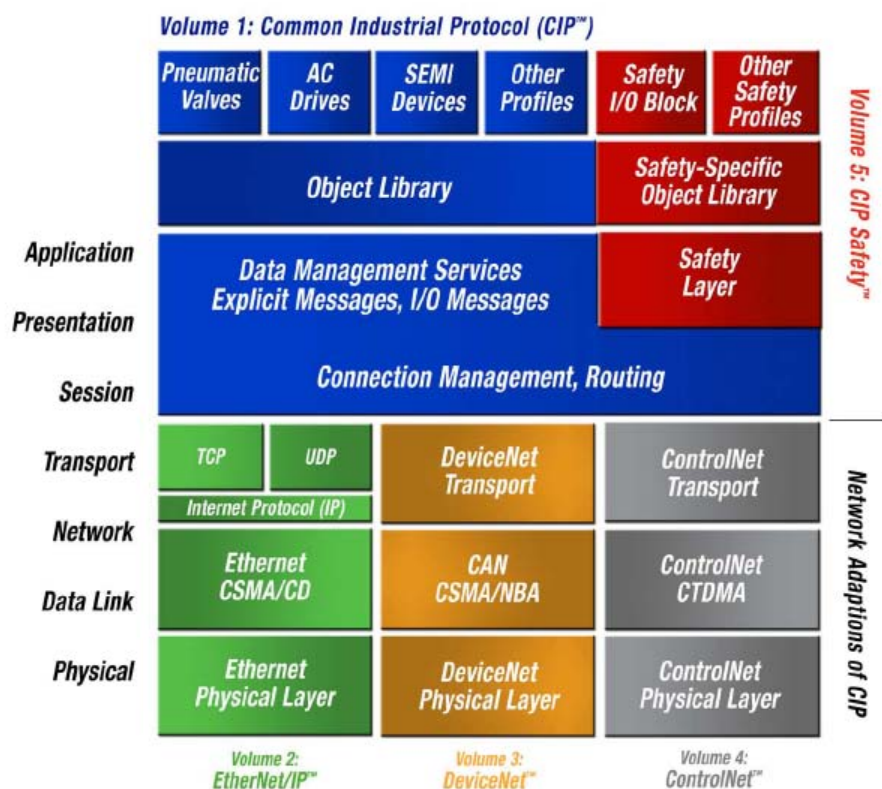 Volume 1: Common Industrial Protocol (CIP™)
Pneumatic
Valves
AC
Drives
SEMI
Devices
Other
Profiles
Safety
I/O Block
Other
Safety
Profiles
Object Library
Safety-Specific
Object Library
Volume 5: CIP Safety™
Application
Presentation
Session
Data Management Services
Explicit Messages, I/O Messages
Safety
Layer
Connection Management, Routing
Transport
Network
Data Link
Physical
TCP
UDP
Internet Protocol (IP)
DeviceNet
Transport
ControlNet
Transport
Ethernet
CSMA/CD
CAN
CSMA/NBA
ControlNet
CTDMA
Ethernet
Physical Layer
DeviceNet
Physical Layer
ControlNet
Physical Layer
Network Adaptions of CIP
Volume 2:
EtherNet/IP™
Volume 3:
DeviceNet™
Volume 4:
ControlNet™